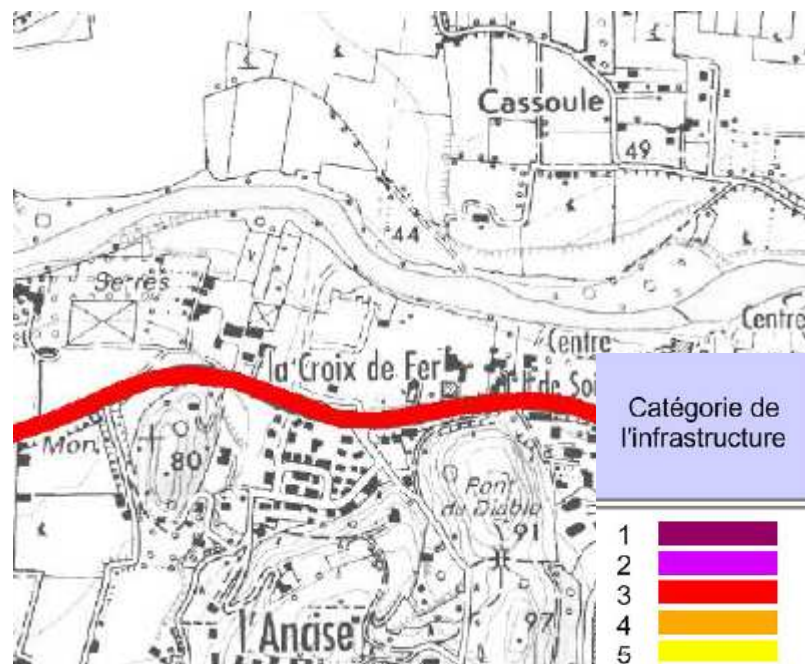 Cassoule
49
44
Serres
Centre
Centre
la Croix de Fer
de Soi
Mon.
80
Pont
du Diable
91
l'Ancise
97
Catégorie de
l'infrastructure
1
2
3
4
5